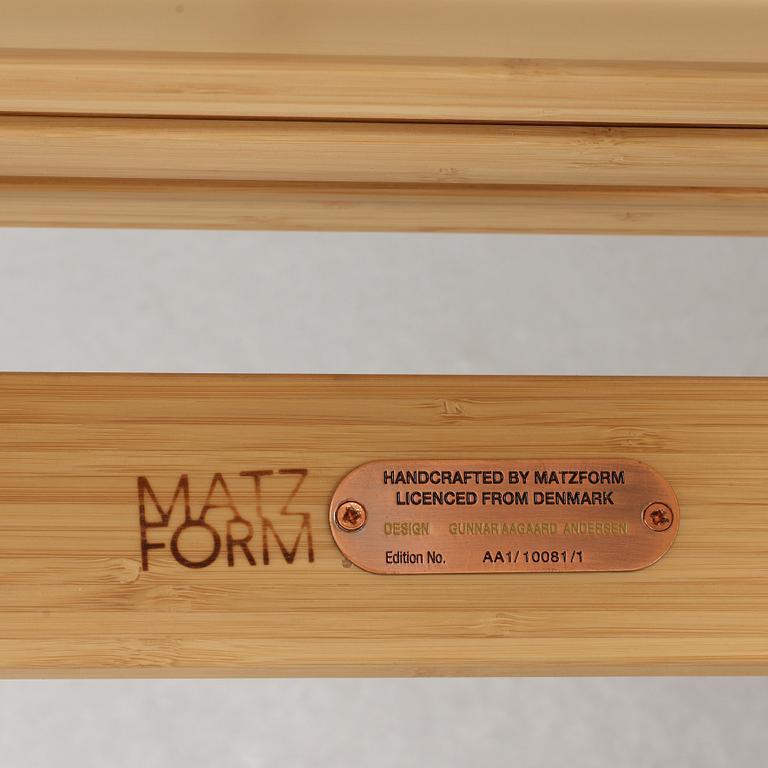 MATZ
FORM
HANDCRAFTED BY MATZFORM
LICENCED FROM DENMARK
DESIGN GUNNAR AAGAARD ANDERSEN
Edition No. AA1/10081/1